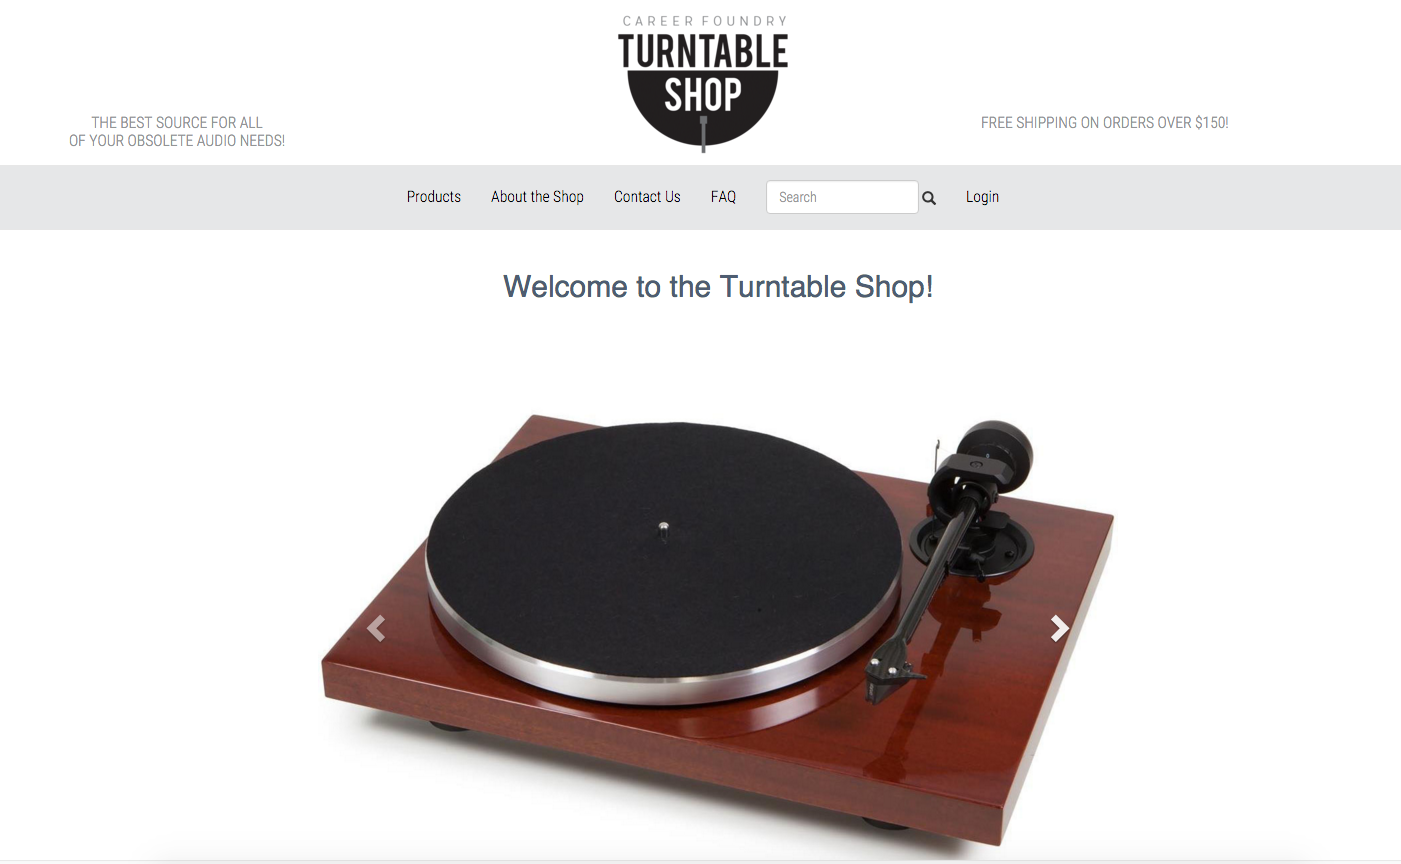 CAREER FOUNDRY
TURNTABLE
SHOP
THE BEST SOURCE FOR ALL
OF YOUR OBSOLETE AUDIO NEEDS!
FREE SHIPPING ON ORDERS OVER $150!
Products
About the Shop
Contact Us
FAQ
Search
Login
Welcome to the Turntable Shop!